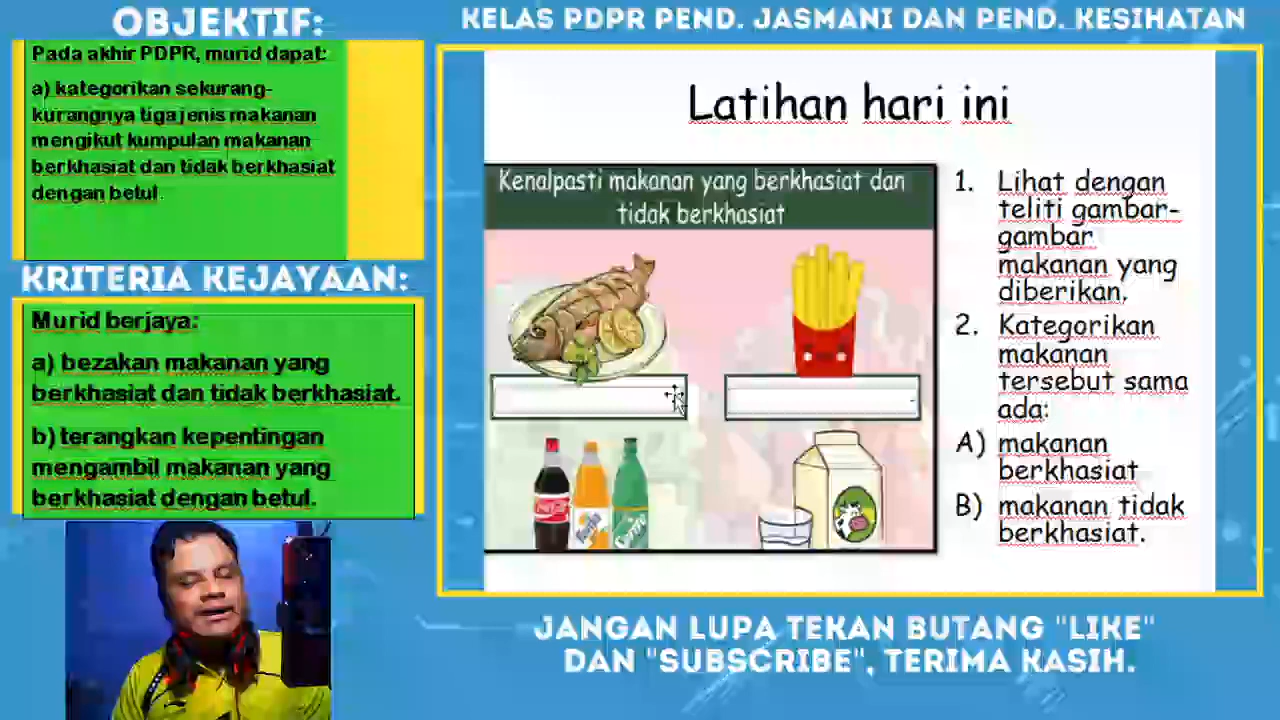 OBJEKTIF:
Pada akhir PDPR, murid dapat:
a) kategorikan sekurang-
kurangnya tiga jenis makanan
mengikut kumpulan makanan
berkhasiat dan tidak berkhasiat
dengan betul.
KRITERIA KEJAYAAN:
Murid berjaya:
a) bezakan makanan yang
berkhasiat dan tidak berkhasiat.
b) terangkan kepentingan
mengambil makanan yang
berkhasiat dengan betul.
KELAS PDPR PEND. JASMANI DAN PEND. KESIHATAN
Latihan hari ini
Kenalpasti makanan yang berkhasiat dan
tidak berkhasiat
1. Lihat dengan
teliti gambar-
gambar
makanan yang
diberikan.
2. Kategorikan
makanan
tersebut sama
ada:
A) makanan
berkhasiat
B) makanan tidak
berkhasiat.
JANGAN LUPA TEKAN BUTANG "LIKE"
DAN "SUBSCRIBE", TERIMA KASIH.